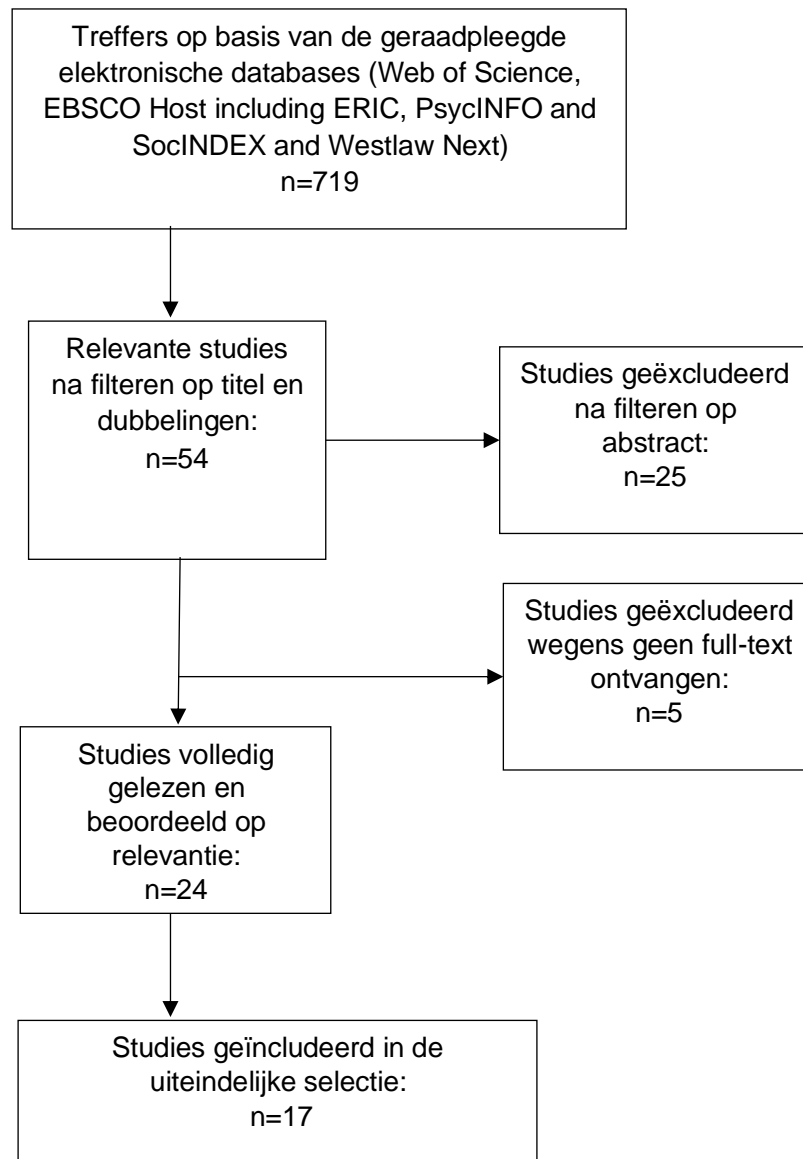 Treffers op basis van de geraadpleegde
elektronische databases (Web of Science,
EBSCO Host including ERIC, PsycINFO and
SocINDEX and Westlaw Next)
n=719
Relevante studies
na filteren op titel en
dubbelingen:
n=54
Studies geëxcludeerd
na filteren op
abstract:
n=25
Studies geëxcludeerd
wegens geen full-text
ontvangen:
n=5
Studies volledig
gelezen en
beoordeeld op
relevantie:
n=24
Studies geïncludeerd in de
uiteindelijke selectie:
n=17